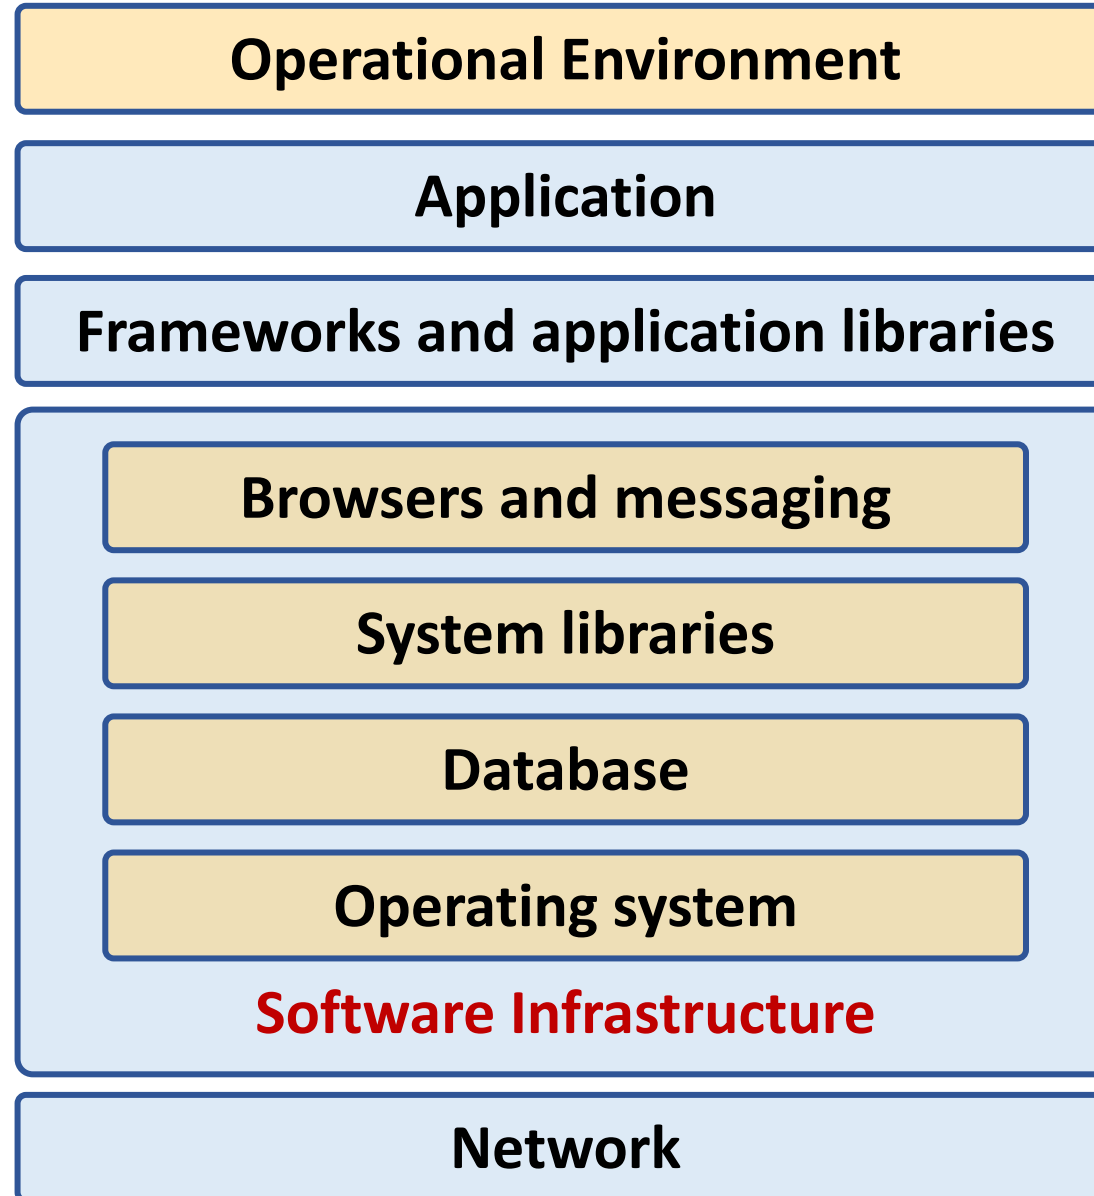 Operational Environment
Application
Frameworks and application libraries
Browsers and messaging
System libraries
Database
Operating system
Software Infrastructure
Network